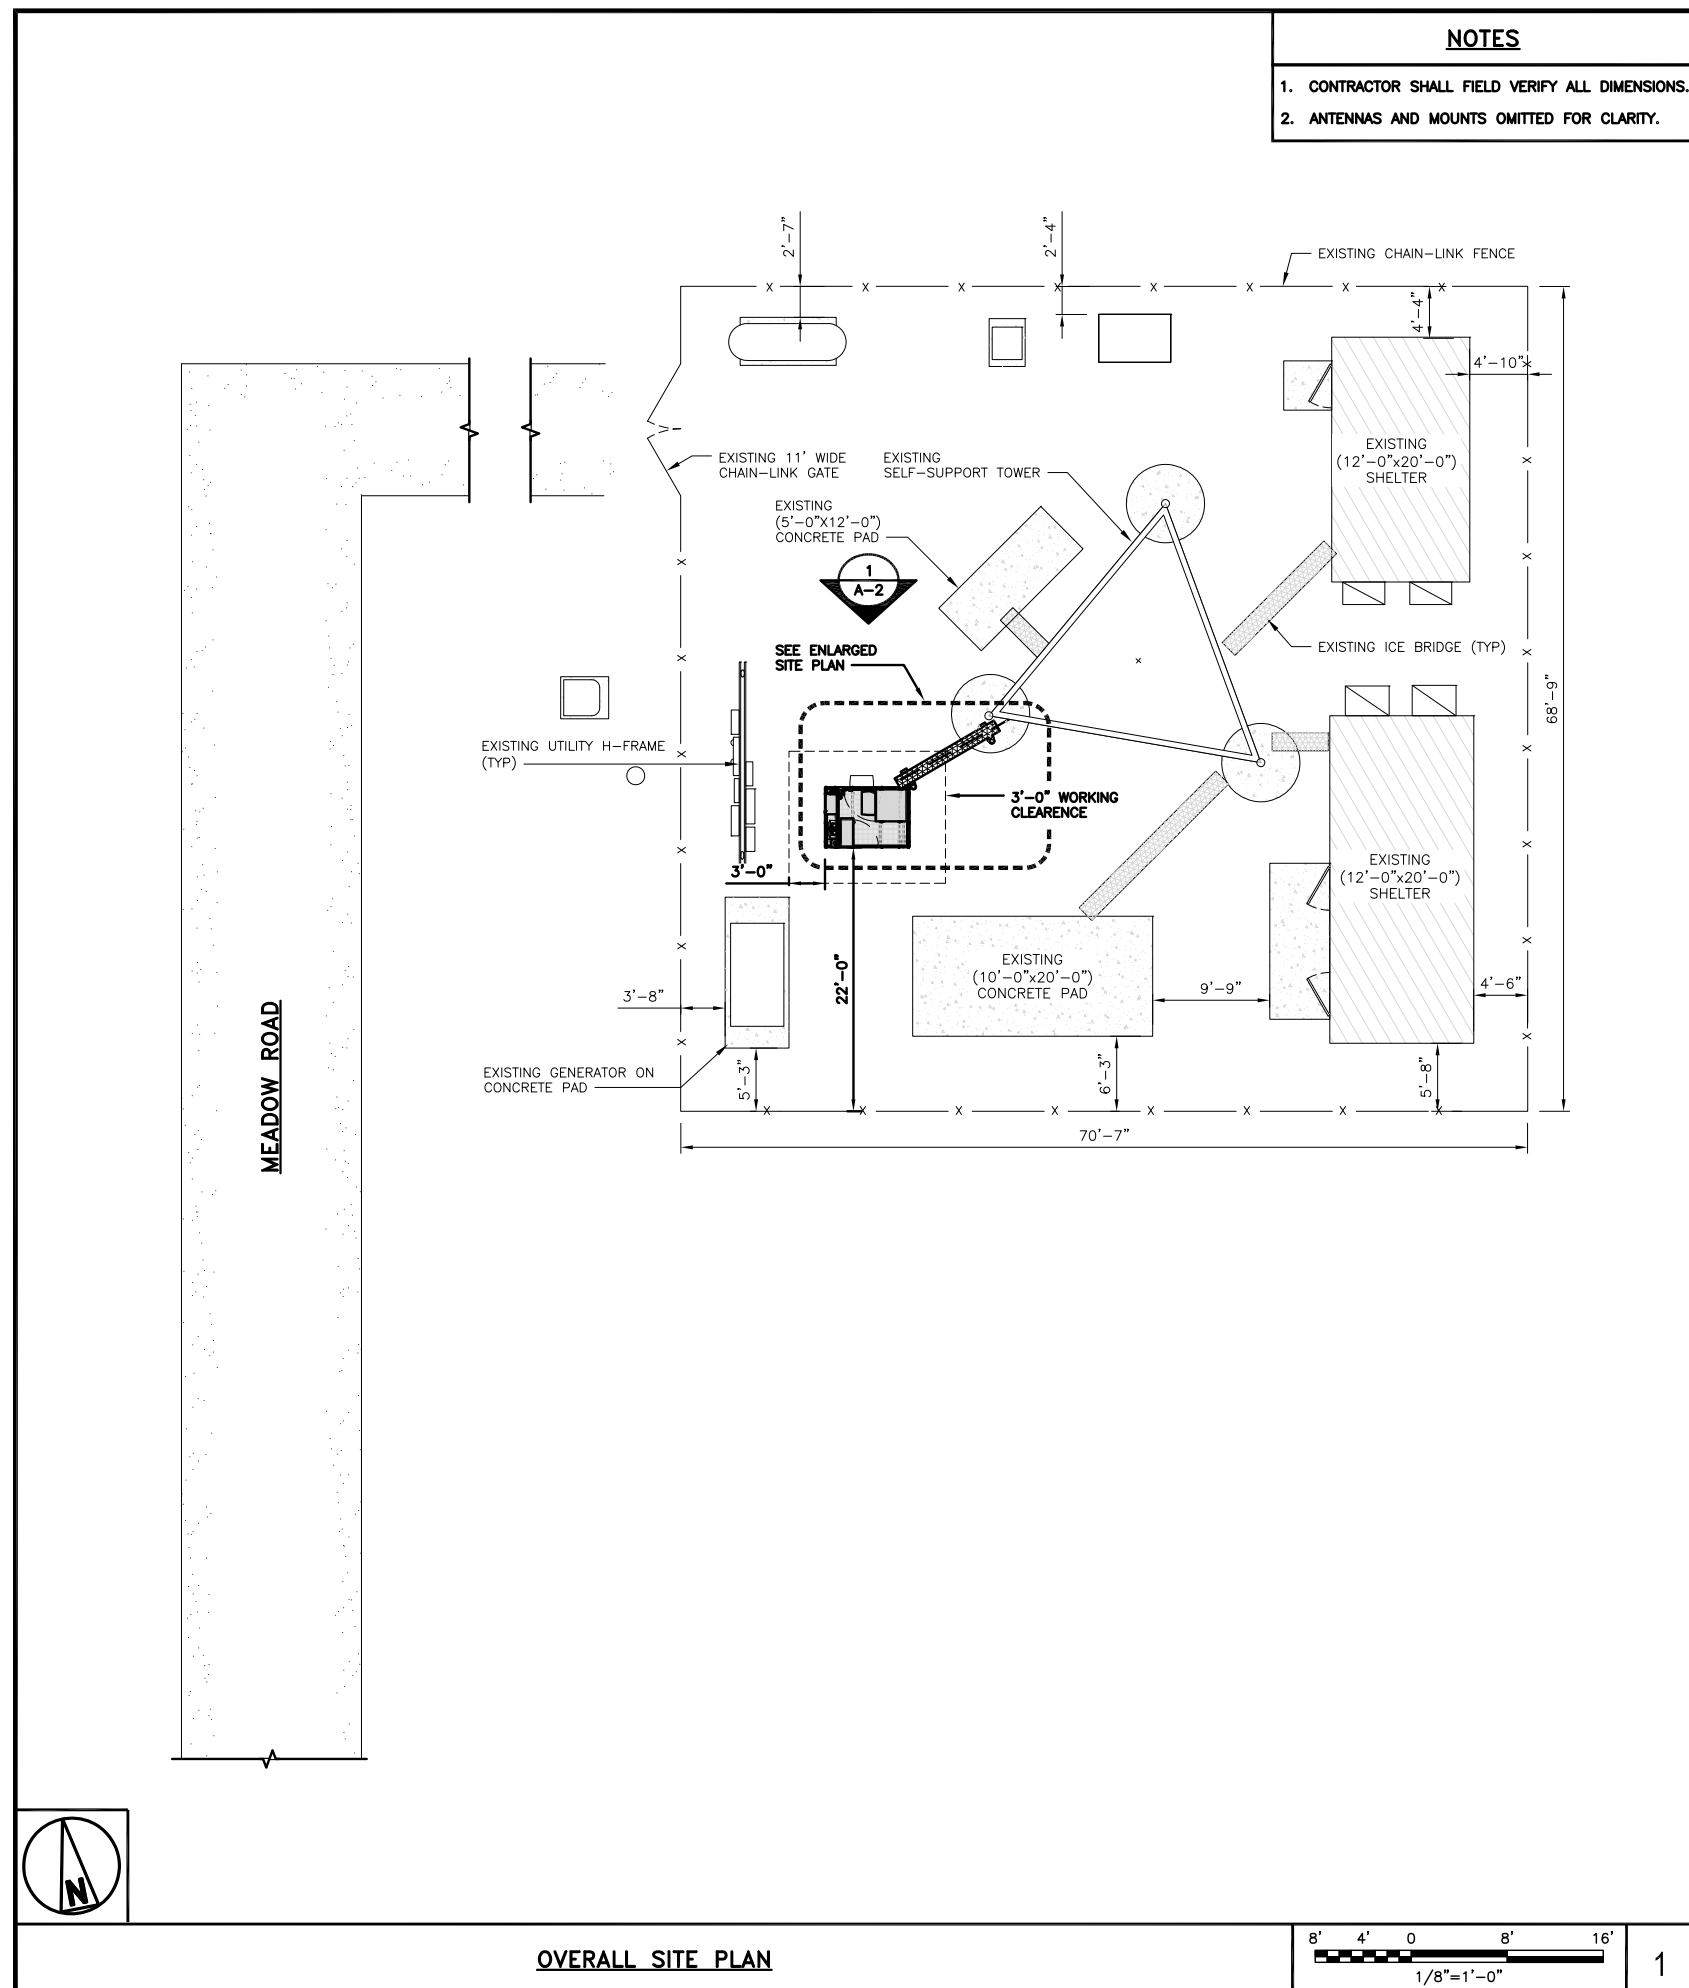 NOTES
1. CONTRACTOR SHALL FIELD VERIFY ALL DIMENSIONS.
2. ANTENNAS AND MOUNTS OMITTED FOR CLARITY.
2'-7"
2'-4"
EXISTING CHAIN-LINK FENCE
4'-4"
4'-10"
EXISTING
(12'-0"x20'-0")
SHELTER
EXISTING 11' WIDE
CHAIN-LINK GATE
EXISTING
SELF-SUPPORT TOWER
EXISTING
(5'-0"X12'-0")
CONCRETE PAD
1
A-2
SEE ENLARGED
SITE PLAN
EXISTING ICE BRIDGE (TYP)
68'-9"
EXISTING UTILITY H-FRAME
(TYP)
3'-0" WORKING
CLEARENCE
3'-0"
EXISTING
(12'-0"x20'-0")
SHELTER
22'-0"
EXISTING
(10'-0"x20'-0")
CONCRETE PAD
3'-8"
9'-9"
4'-6"
EXISTING GENERATOR ON
CONCRETE PAD
5'-3"
6'-3"
5'-8"
70'-7"
MEADOW ROAD
N
OVERALL SITE PLAN
8' 4' 0 8' 16'
1/8"=1'-0"
1